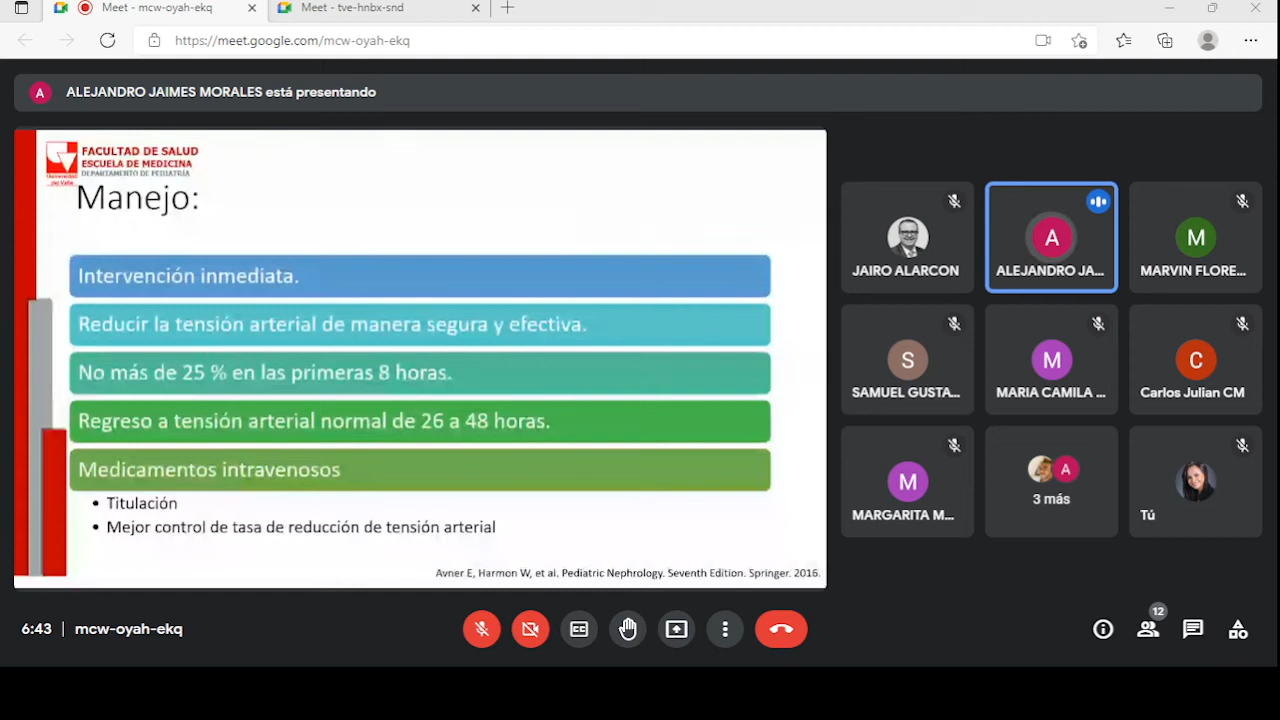 Meet - mcw-oyah-ekq
Meet - tve-hnbx-snd
https://meet.google.com/mcw-oyah-ekq
A
ALEJANDRO JAIMES MORALES está presentando
FACULTAD DE SALUD
ESCUELA DE MEDICINA
DEPARTAMENTO DE PEDIATRÍA
Universidad
del Valle
Manejo:
Intervención inmediata.
Reducir la tensión arterial de manera segura y efectiva.
No más de 25 % en las primeras 8 horas.
Regreso a tensión arterial normal de 26 a 48 horas.
Medicamentos intravenosos
• Titulación
• Mejor control de tasa de reducción de tensión arterial
Avner E, Harmon W, et al. Pediatric Nephrology. Seventh Edition. Springer. 2016.
JAIRO ALARCON
A
ALEJANDRO JA...
M
MARVIN FLORE...
S
SAMUEL GUSTA...
M
MARIA CAMILA ...
C
Carlos Julian CM
M
MARGARITA M...
A
3 más
Tú
6:43 | mcw-oyah-ekq
CC
12